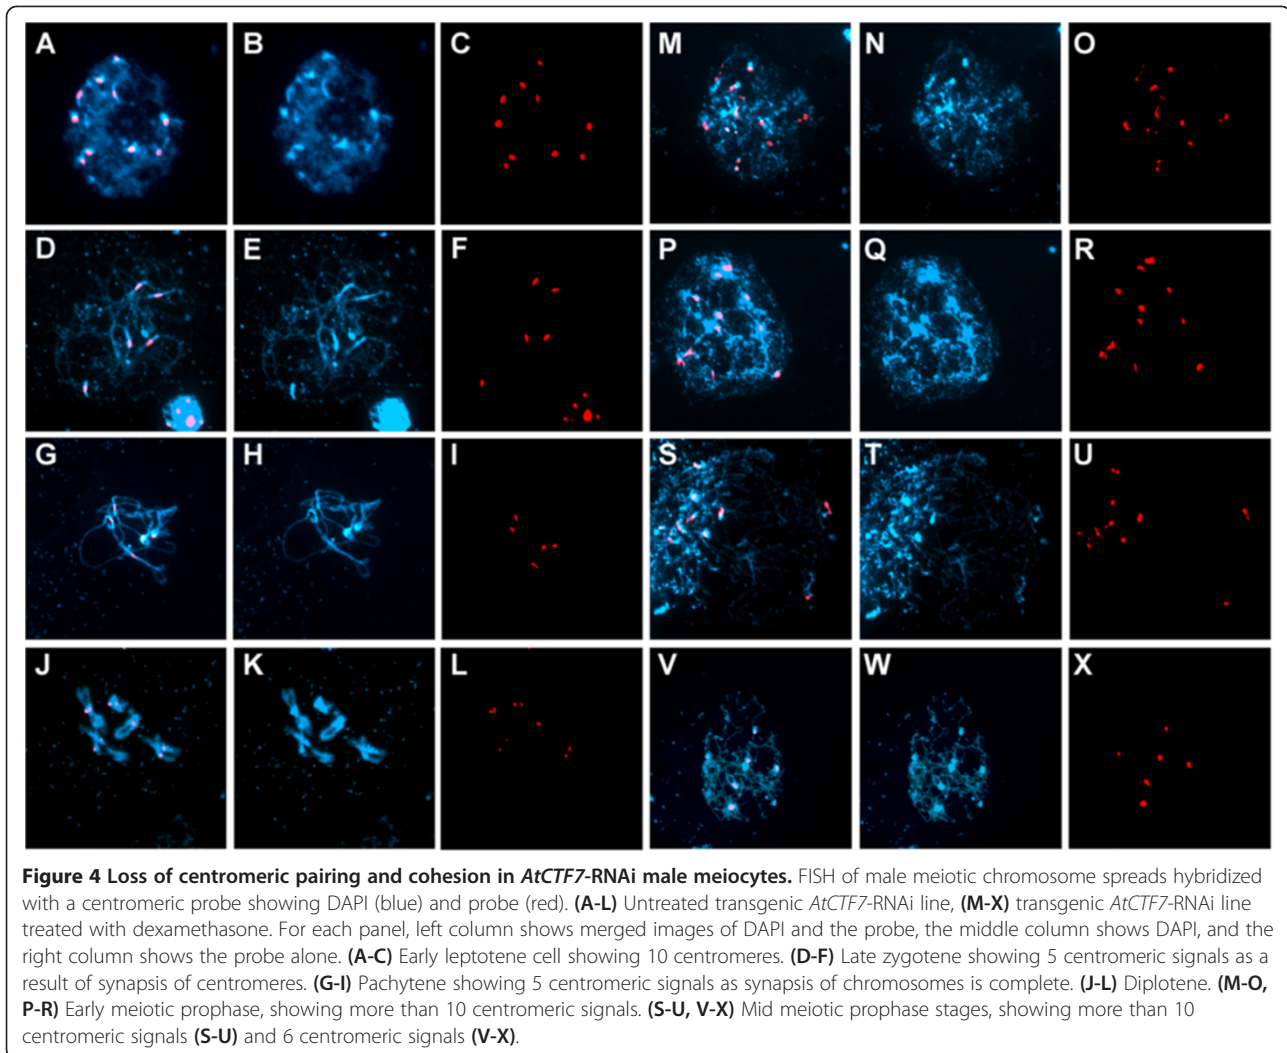 A B C M N O
D E F P Q R
G H I S T U
J K L V W X
Figure 4 Loss of centromeric pairing and cohesion in AtCTF7-RNAi male meiocytes. FISH of male meiotic chromosome spreads hybridized
with a centromeric probe showing DAPI (blue) and probe (red). (A-L) Untreated transgenic AtCTF7-RNAi line, (M-X) transgenic AtCTF7-RNAi line
treated with dexamethasone. For each panel, left column shows merged images of DAPI and the probe, the middle column shows DAPI, and the
right column shows the probe alone. (A-C) Early leptotene cell showing 10 centromeres. (D-F) Late zygotene showing 5 centromeric signals as a
result of synapsis of centromeres. (G-I) Pachytene showing 5 centromeric signals as synapsis of chromosomes is complete. (J-L) Diplotene. (M-O,
P-R) Early meiotic prophase, showing more than 10 centromeric signals. (S-U, V-X) Mid meiotic prophase stages, showing more than 10
centromeric signals (S-U) and 6 centromeric signals (V-X).